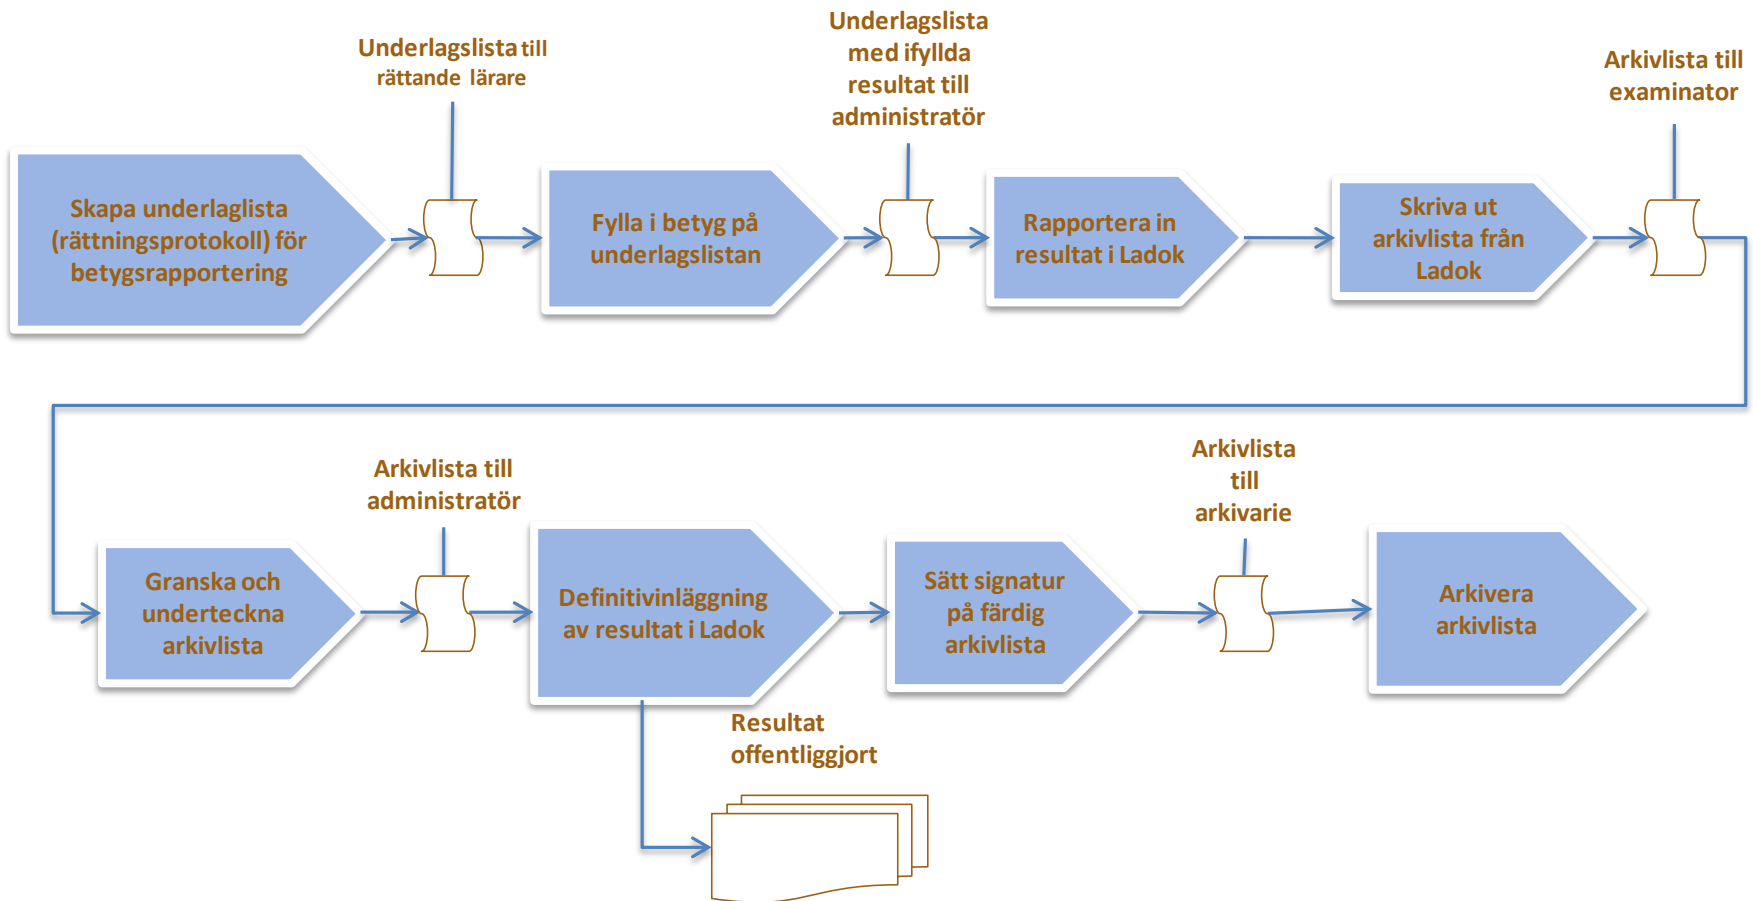 Underlagslista till
rättande lärare
Underlagslista
med ifyllda
resultat till
administratör
Arkivlista till
examinator
Skapa underlaglista
(rättningsprotokoll) för
betygsrapportering
Fylla i betyg på
underlagslistan
Rapportera in
resultat i Ladok
Skriva ut
arkivlista från
Ladok
Arkivlista till
administratör
Arkivlista
till
arkivarie
Granska och
underteckna
arkivlista
Definitivinläggning
av resultat i Ladok
Sätt signatur
på färdig
arkivlista
Arkivera
arkivlista
Resultat
offentliggjort